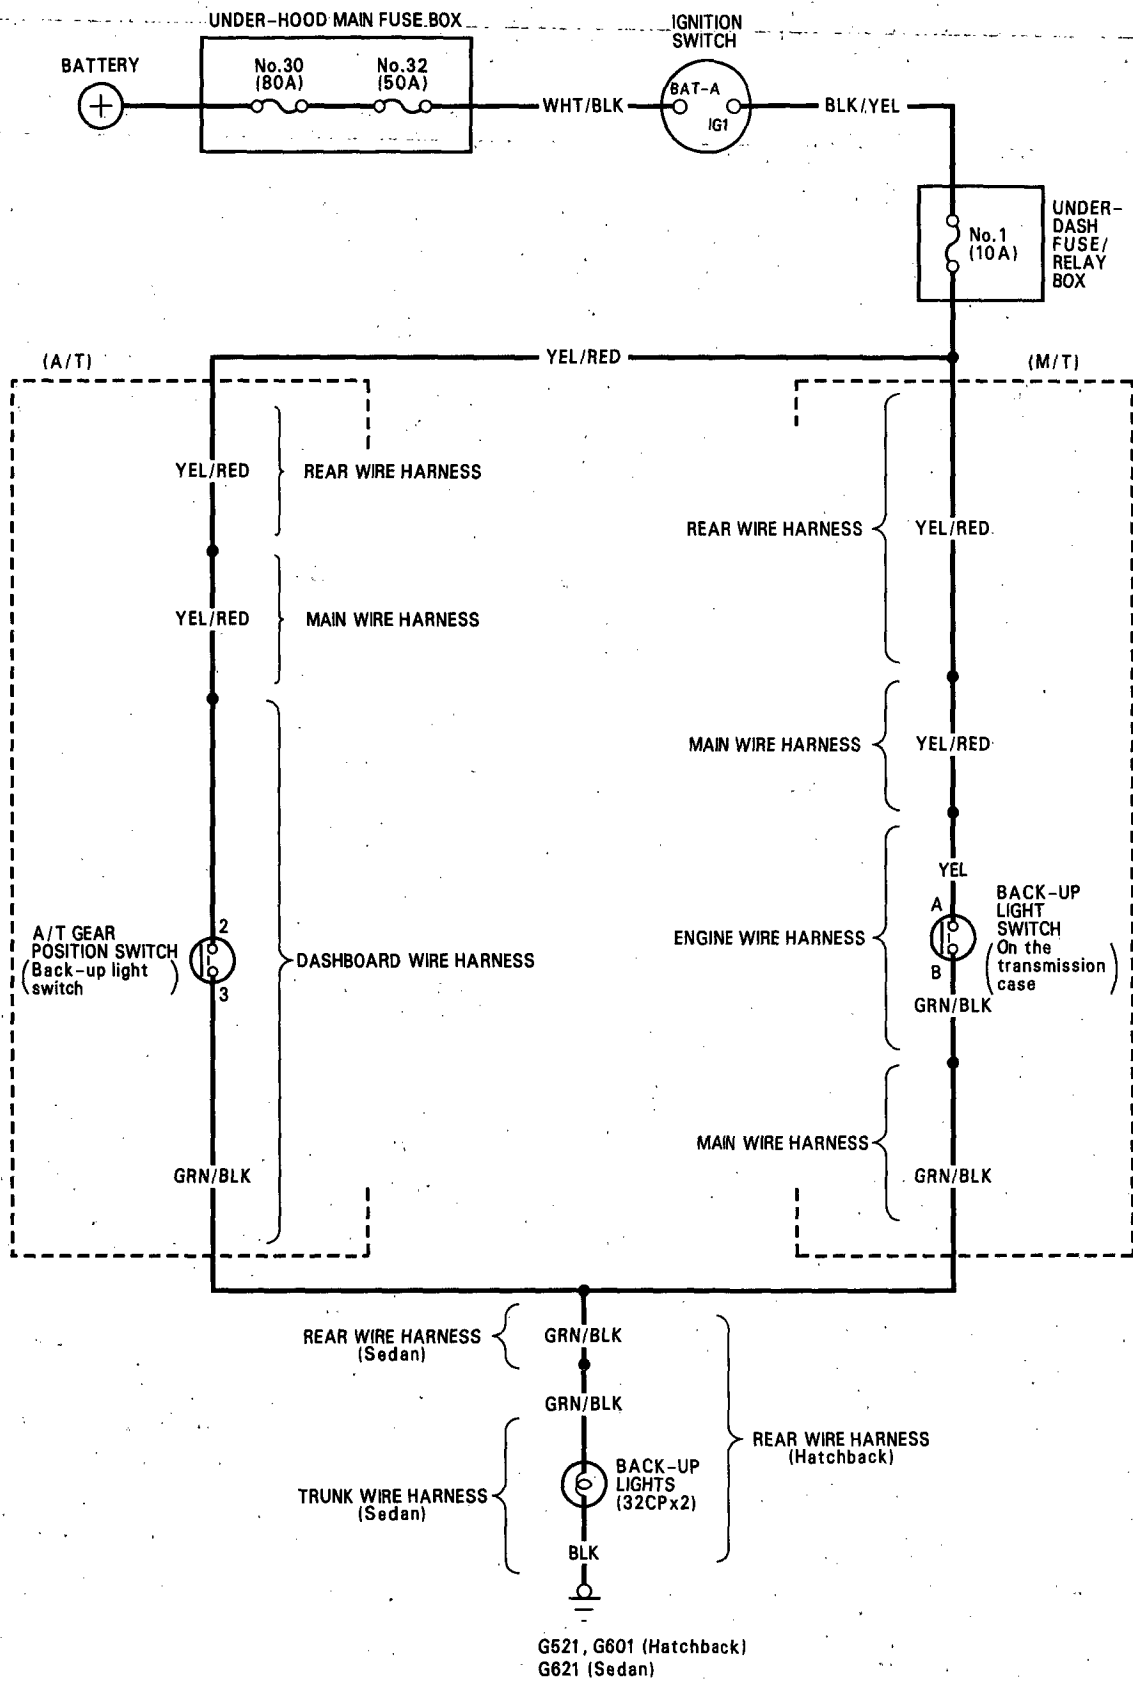 UNDER-HOOD MAIN FUSE BOX
IGNITION
SWITCH
BATTERY
No.30
(80A)
No.32
(50A)
+
WHT/BLK
BAT-A
IG1
BLK/YEL
No.1
(10A)
UNDER-
DASH
FUSE/
RELAY
BOX
(A/T)
YEL/RED
(M/T)
YEL/RED
REAR WIRE HARNESS
REAR WIRE HARNESS
YEL/RED
YEL/RED
MAIN WIRE HARNESS
MAIN WIRE HARNESS
YEL/RED
YEL
A/T GEAR
POSITION SWITCH
(Back-up light
switch)
2
3
DASHBOARD WIRE HARNESS
ENGINE WIRE HARNESS
A
B
BACK-UP
LIGHT
SWITCH
(On the
transmission
case)
GRN/BLK
MAIN WIRE HARNESS
GRN/BLK
GRN/BLK
REAR WIRE HARNESS
(Sedan)
GRN/BLK
GRN/BLK
REAR WIRE HARNESS
(Hatchback)
BACK-UP
LIGHTS
(32CPx2)
TRUNK WIRE HARNESS
(Sedan)
BLK
G521, G601 (Hatchback)
G621 (Sedan)